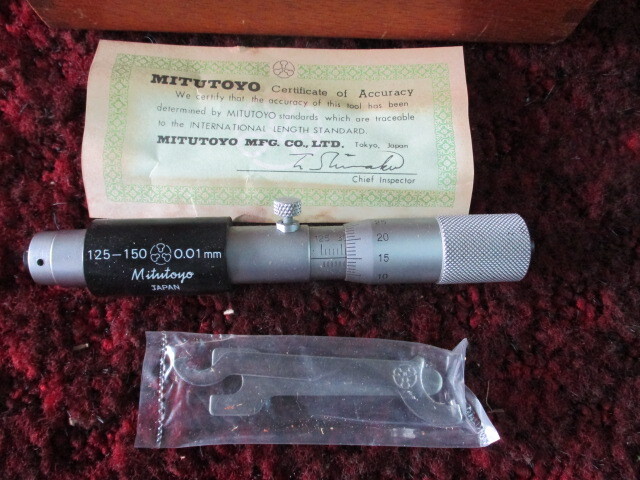 MITUTOYO Certificate of Accuracy
We certify that the accuracy of this tool has been
determined by MITUTOYO standards which are traceable
to the INTERNATIONAL LENGTH STANDARD.
MITUTOYO MFG. CO., LTD. Tokyo, Japan
Chief Inspector
125-150 0.01mm
Mitutoyo
JAPAN
20
15
10